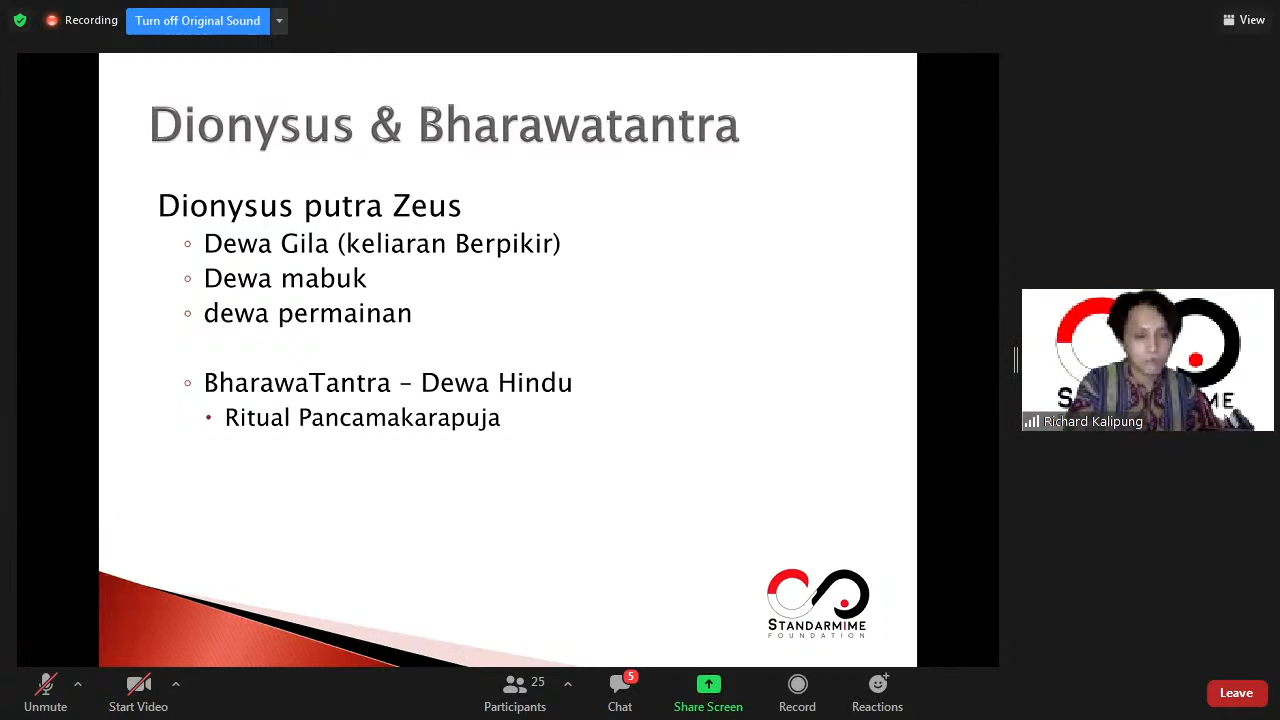 Recording
Turn off Original Sound
View
Dionysus & Bharawatantra
Dionysus putra Zeus
Dewa Gila (keliaran Berpikir)
Dewa mabuk
dewa permainan
BharawaTantra – Dewa Hindu
Ritual Pancamakarapuja
STANDARMIME
FOUNDATION
Richard Kalipung
Unmute
Start Video
25
Participants
5
Chat
Share Screen
Record
Reactions
Leave